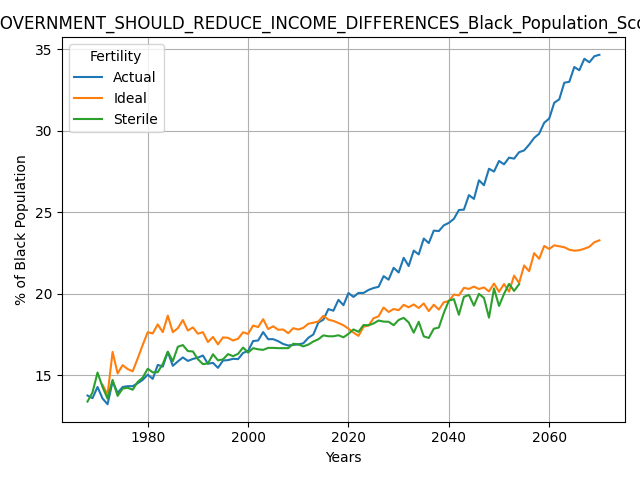 OVERNMENT_SHOULD_REDUCE_INCOME_DIFFERENCES_Black_Population_Sco
Fertility
Actual
Ideal
Sterile
% of Black Population
35
30
25
20
15
1980
2000
2020
2040
2060
Years